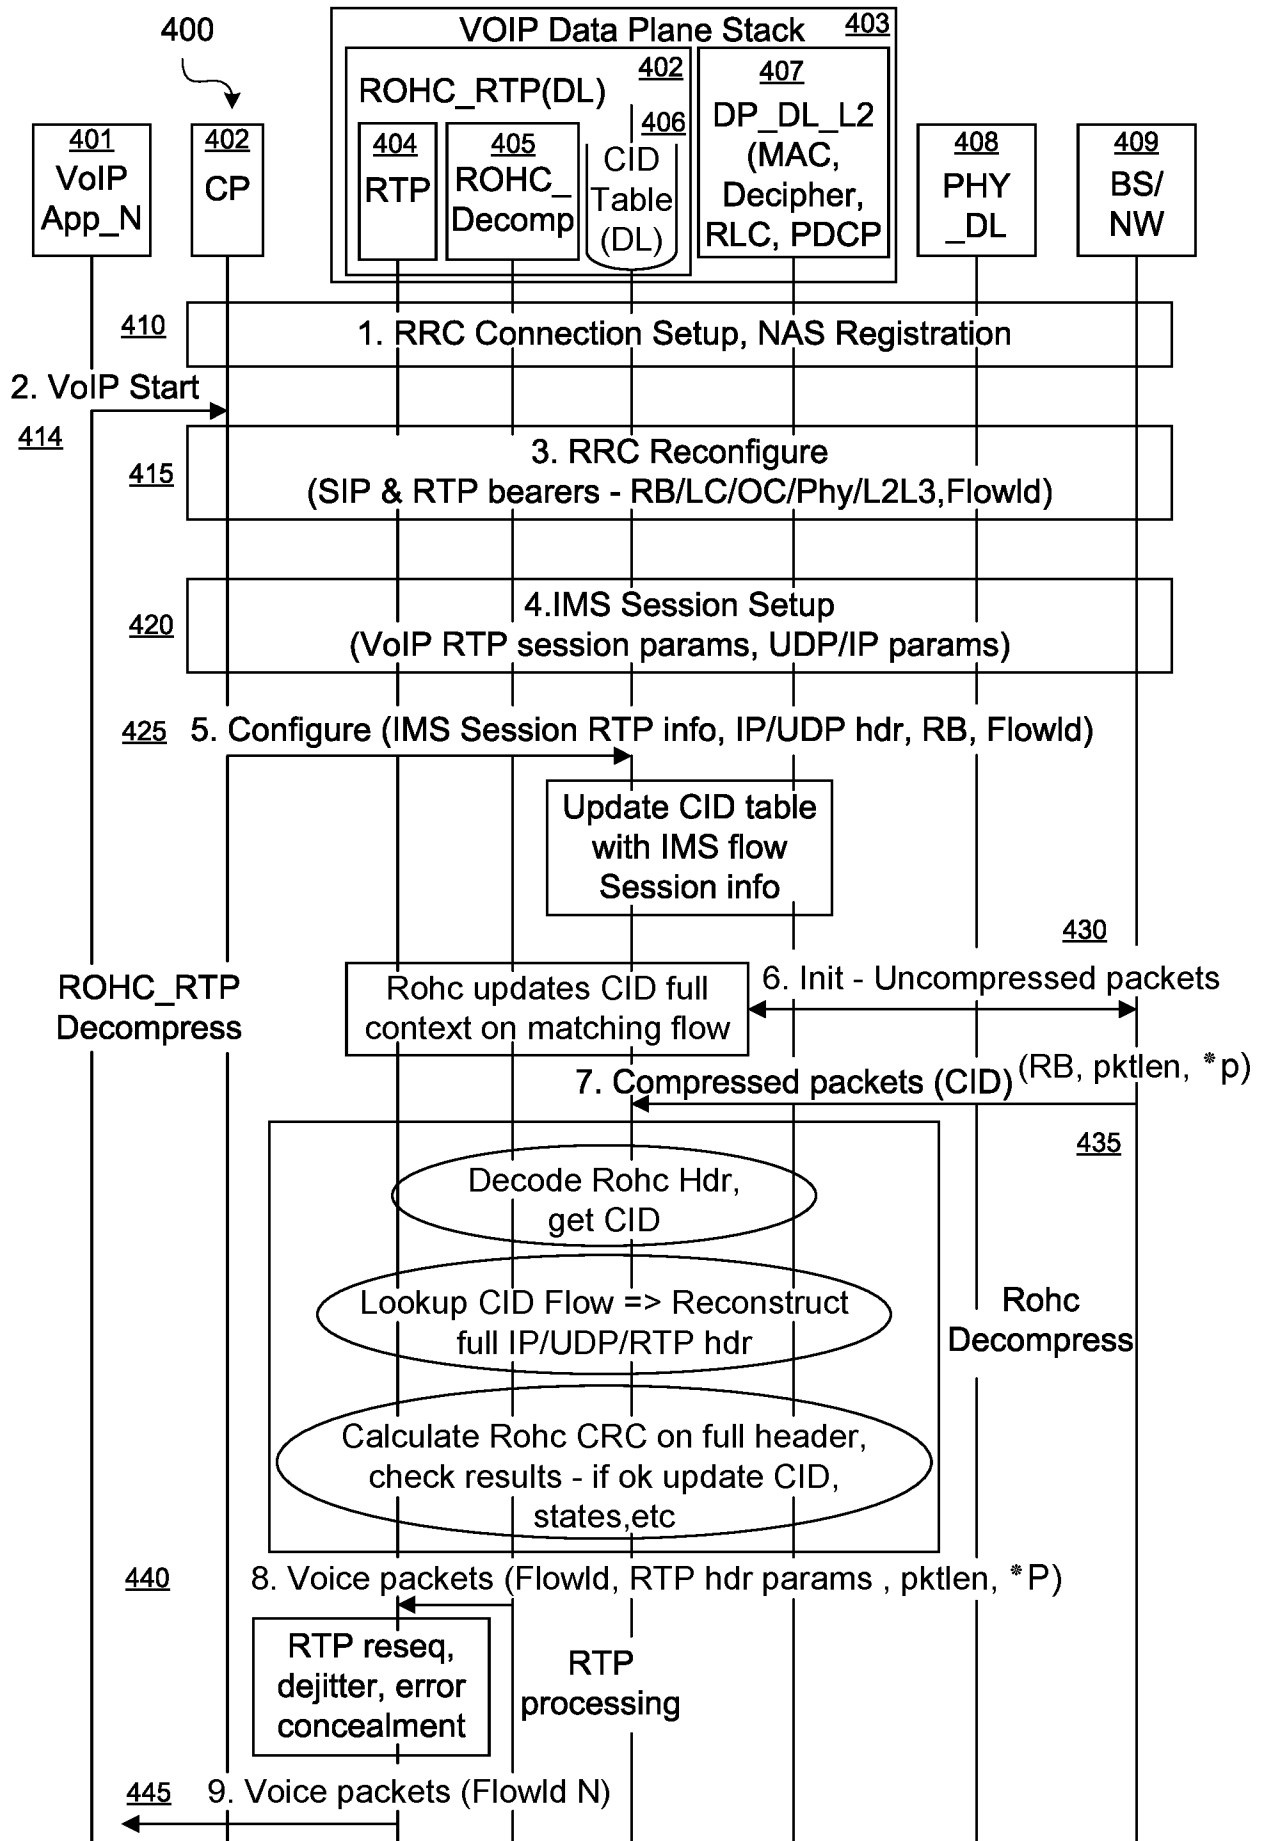 400
VOIP Data Plane Stack 403
402
ROHC_RTP(DL)
401
VoIP
App_N
402
CP
404
RTP
405
ROHC_
Decomp
406
CID
Table
(DL)
407
DP_DL_L2
(MAC,
Decipher,
RLC, PDCP
408
PHY
_DL
409
BS/
NW
410
1. RRC Connection Setup, NAS Registration
2. VoIP Start
414
415
3. RRC Reconfigure
(SIP & RTP bearers - RB/LC/OC/Phy/L2L3,FlowId)
420
4.IMS Session Setup
(VoIP RTP session params, UDP/IP params)
425 5. Configure (IMS Session RTP info, IP/UDP hdr, RB, FlowId)
Update CID table
with IMS flow
Session info
430
ROHC_RTP
Decompress
Rohc updates CID full
context on matching flow
6. Init - Uncompressed packets
7. Compressed packets (CID) (RB, pktlen, *p)
435
Decode Rohc Hdr,
get CID
Lookup CID Flow => Reconstruct
full IP/UDP/RTP hdr
Rohc
Decompress
Calculate Rohc CRC on full header,
check results - if ok update CID,
states,etc
440 8. Voice packets (FlowId, RTP hdr params , pktlen, *P)
RTP reseq,
dejitter, error
concealment
RTP
processing
445 9. Voice packets (FlowId N)